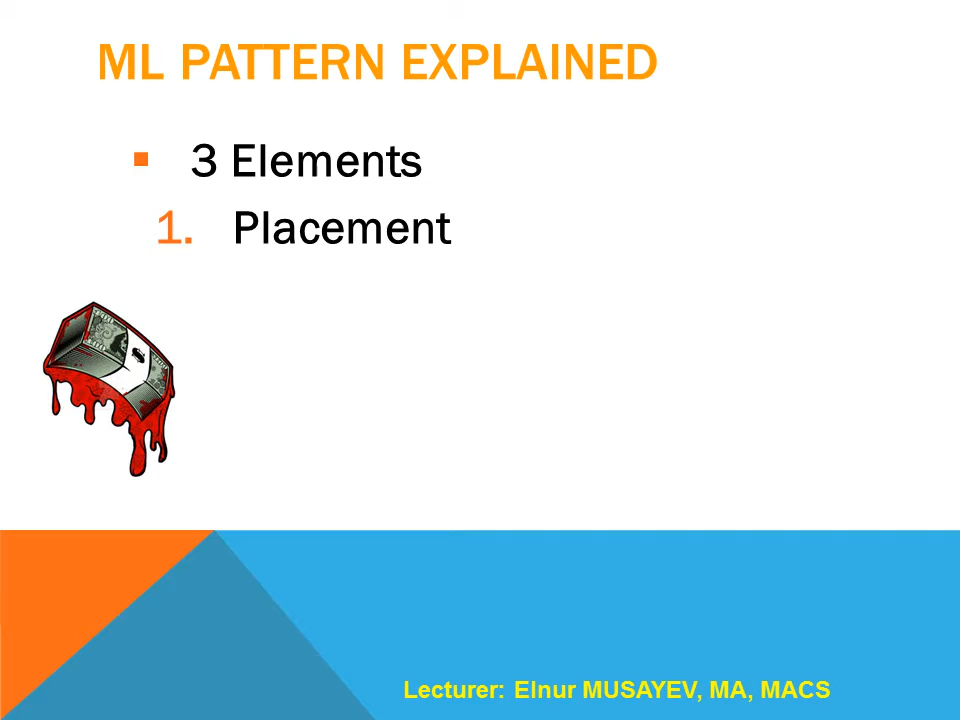 ML PATTERN EXPLAINED
▪ 3 Elements
1. Placement
Lecturer: Elnur MUSAYEV, MA, MACS